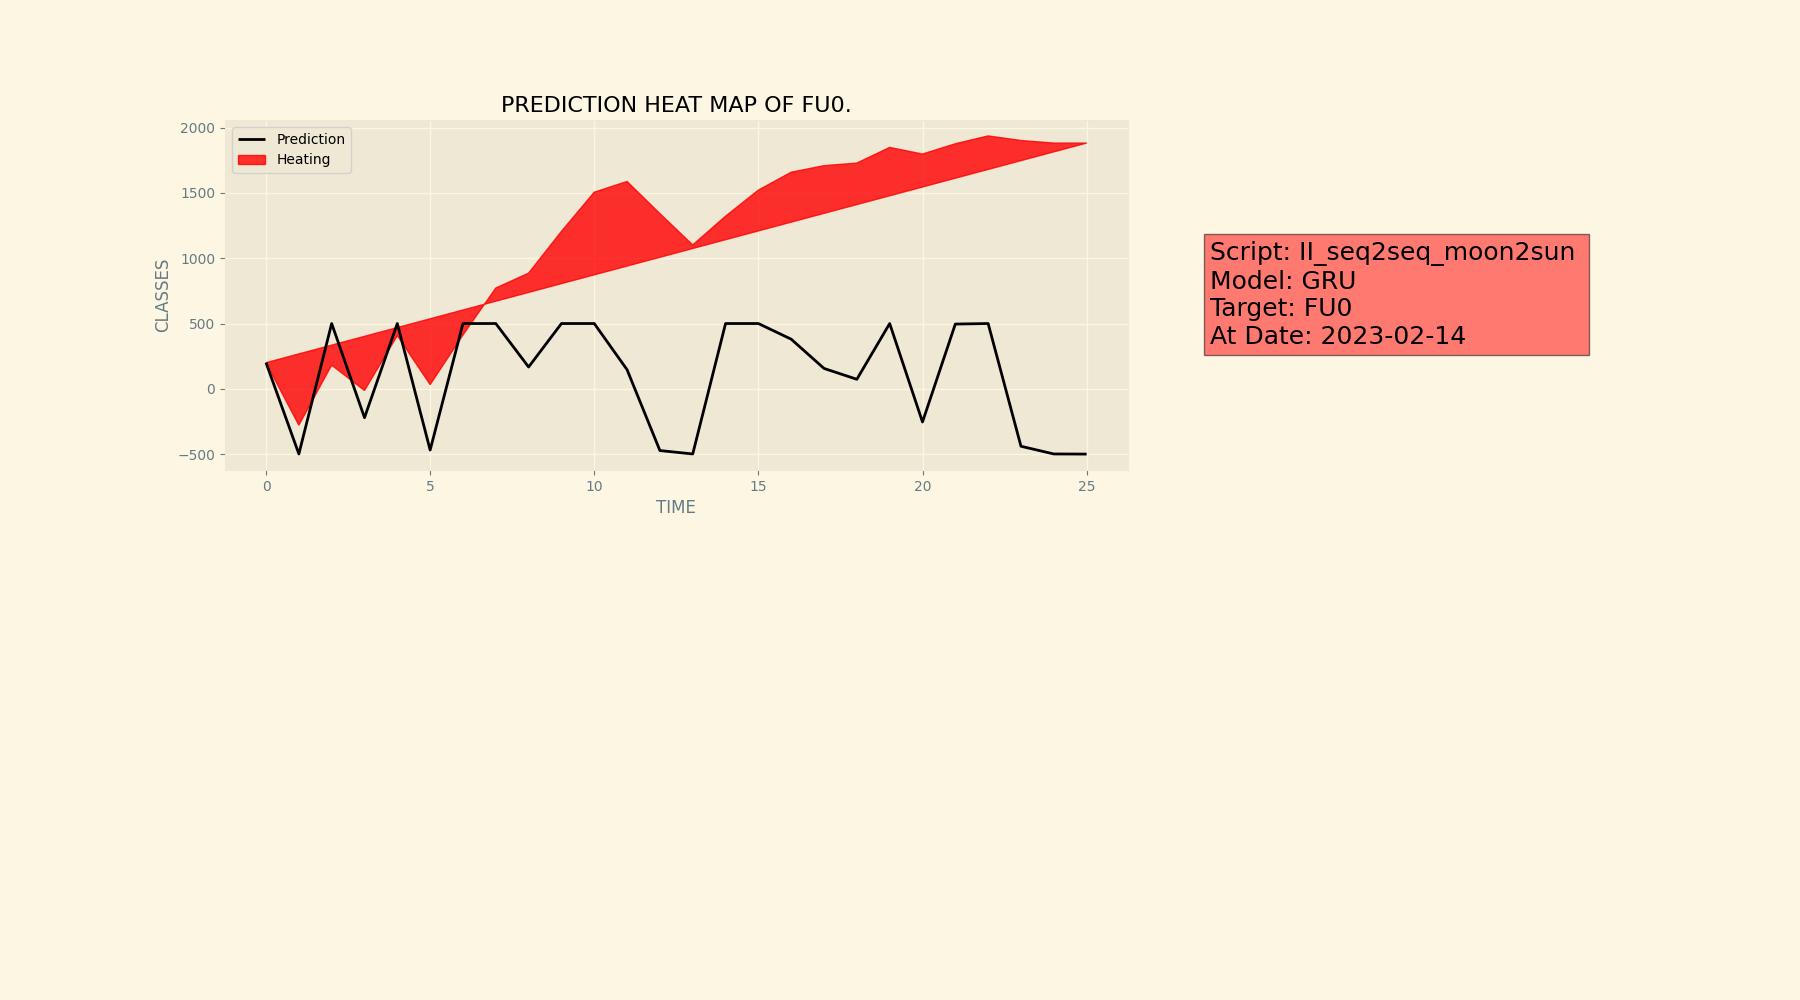 PREDICTION HEAT MAP OF FU0.
Prediction
Heating
2000
1500
1000
500
0
−500
CLASSES
0 5 10 15 20 25
TIME
Script: II_seq2seq_moon2sun
Model: GRU
Target: FU0
At Date: 2023-02-14